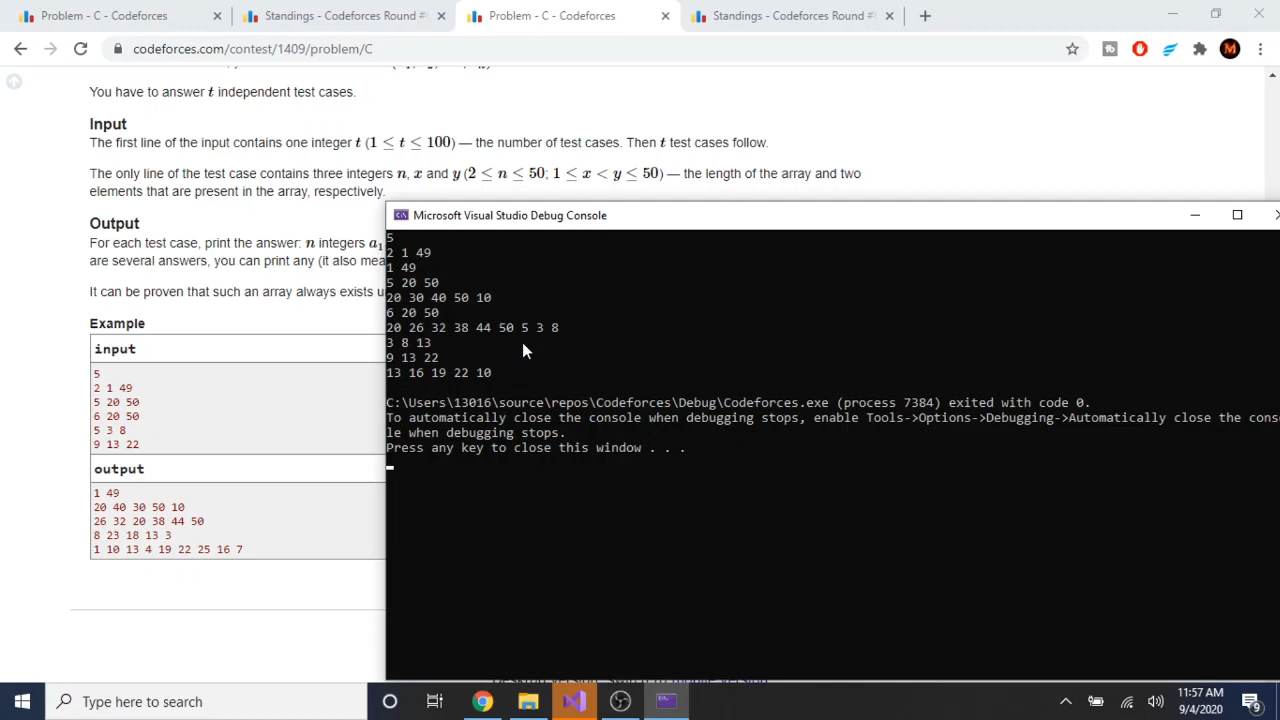 Problem - C - Codeforces
Standings - Codeforces Round #
Problem - C - Codeforces
Standings - Codeforces Round #
codeforces.com/contest/1409/problem/C
You have to answer t independent test cases.
Input
The first line of the input contains one integer t (1 ≤ t ≤ 100) — the number of test cases. Then t test cases follow.
The only line of the test case contains three integers n, x and y (2 ≤ n ≤ 50; 1 ≤ x < y ≤ 50) — the length of the array and two
elements that are present in the array, respectively.
Output
For each test case, print the answer: n integers a1
are several answers, you can print any (it also mea
It can be proven that such an array always exists u
Example
input
5
2 1 49
5 20 50
6 20 50
5 3 8
9 13 22
output
1 49
20 40 30 50 10
26 32 20 38 44 50
8 23 18 13 3
1 10 13 4 19 22 25 16 7
Microsoft Visual Studio Debug Console
5
2 1 49
1 49
5 20 50
20 30 40 50 10
6 20 50
20 26 32 38 44 50 5 3 8
3 8 13
9 13 22
13 16 19 22 10
C:\Users\13016\source\repos\Codeforces\Debug\Codeforces.exe (process 7384) exited with code 0.
To automatically close the console when debugging stops, enable Tools->Options->Debugging->Automatically close the conso
le when debugging stops.
Press any key to close this window . . .
Type here to search
11:57 AM
9/4/2020
9
M